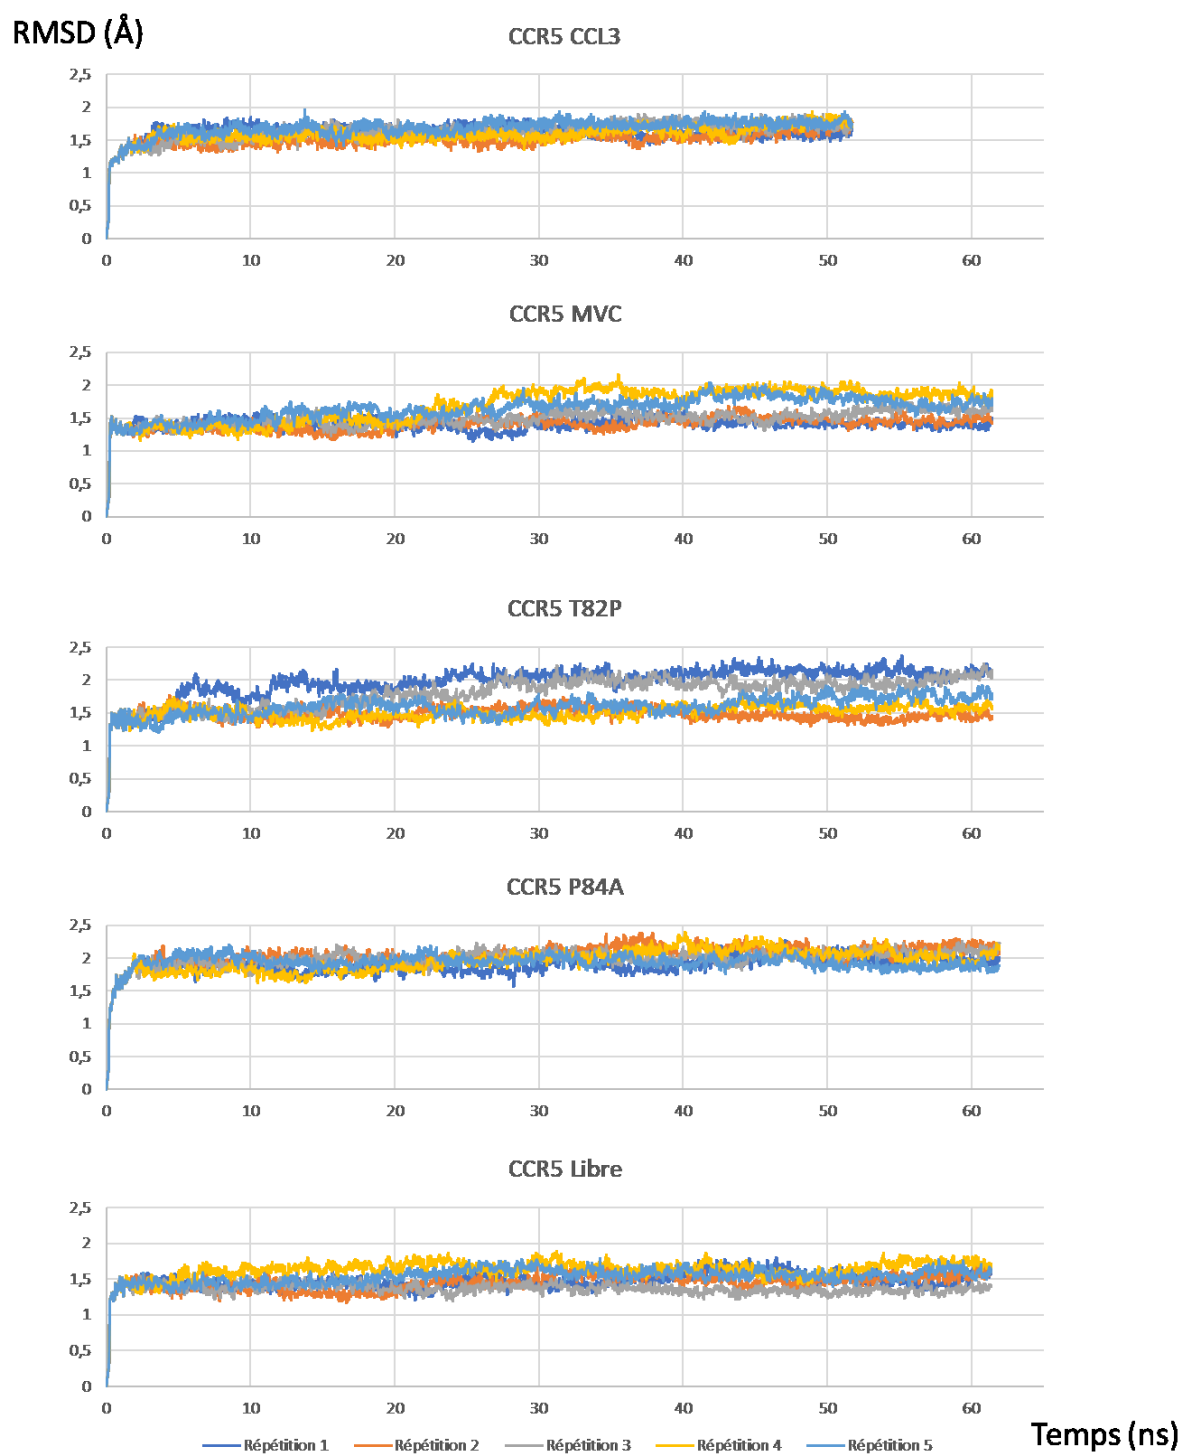 RMSD (Å)
CCR5 CCL3
2,5
2
1,5
1
0,5
0
0 10 20 30 40 50 60
CCR5 MVC
2,5
2
1,5
1
0,5
0
0 10 20 30 40 50 60
CCR5 T82P
2,5
2
1,5
1
0,5
0
0 10 20 30 40 50 60
CCR5 P84A
2,5
2
1,5
1
0,5
0
0 10 20 30 40 50 60
CCR5 Libre
2,5
2
1,5
1
0,5
0
0 10 20 30 40 50 60
Temps (ns)
Répétition 1 Répétition 2 Répétition 3 Répétition 4 Répétition 5